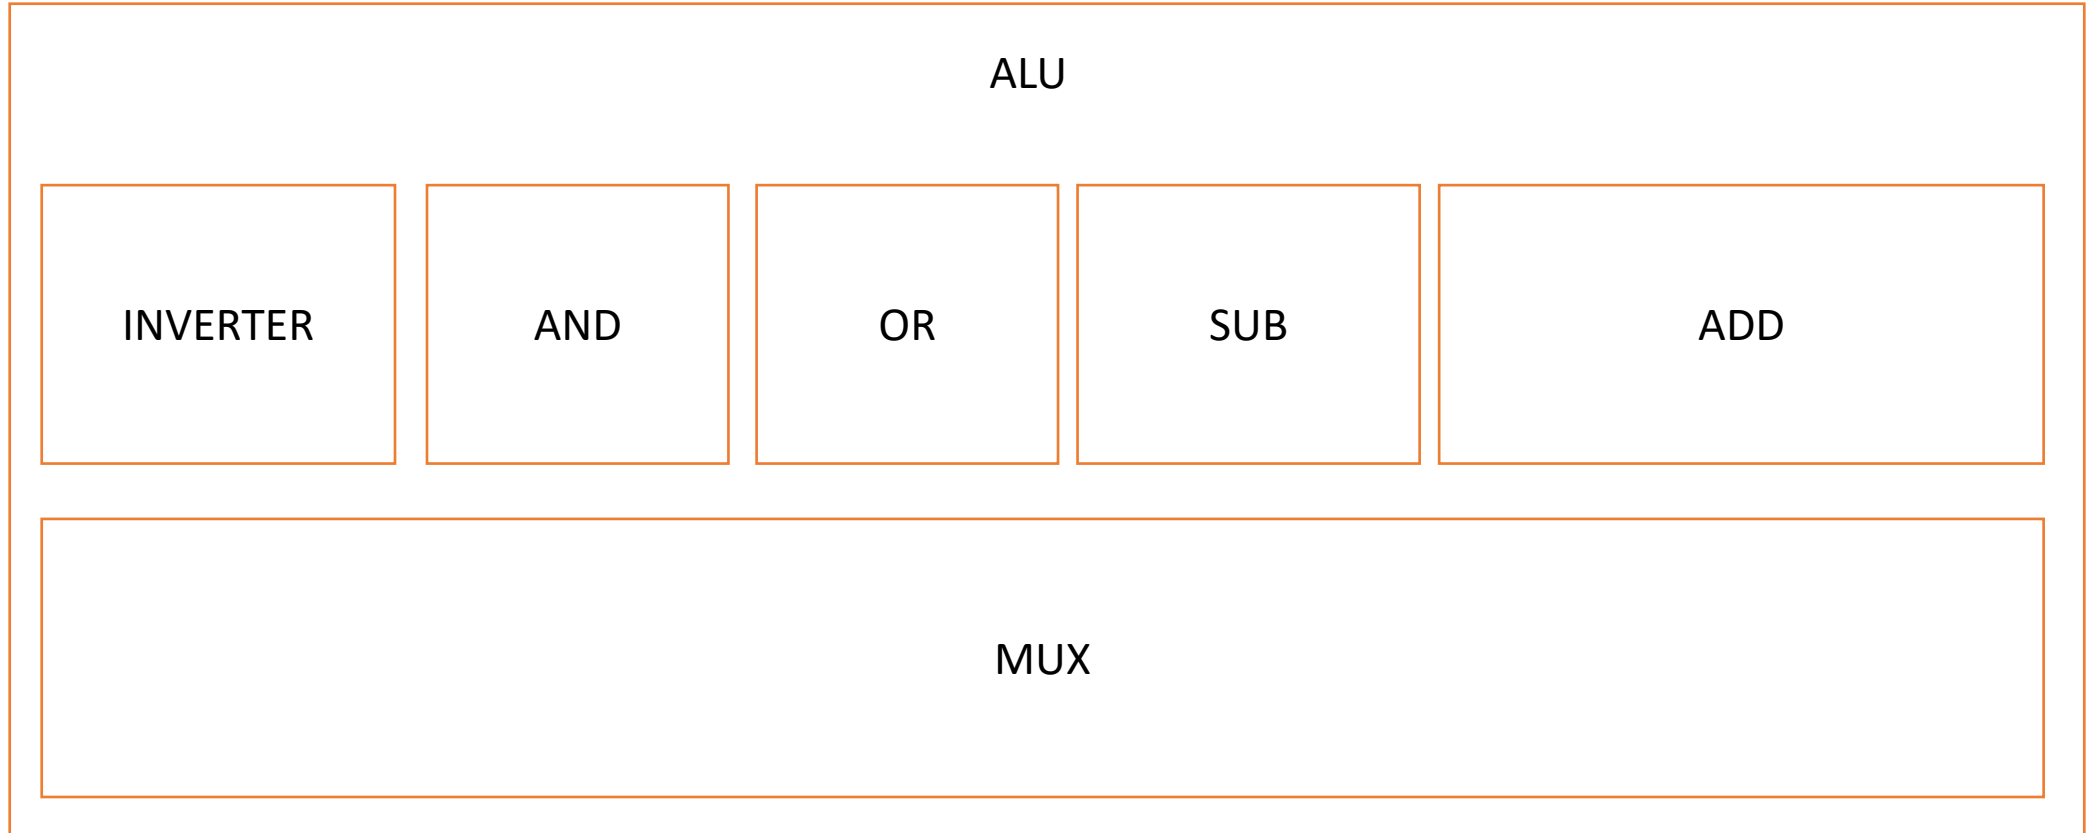 ALU
INVERTER
AND
OR
SUB
ADD
MUX